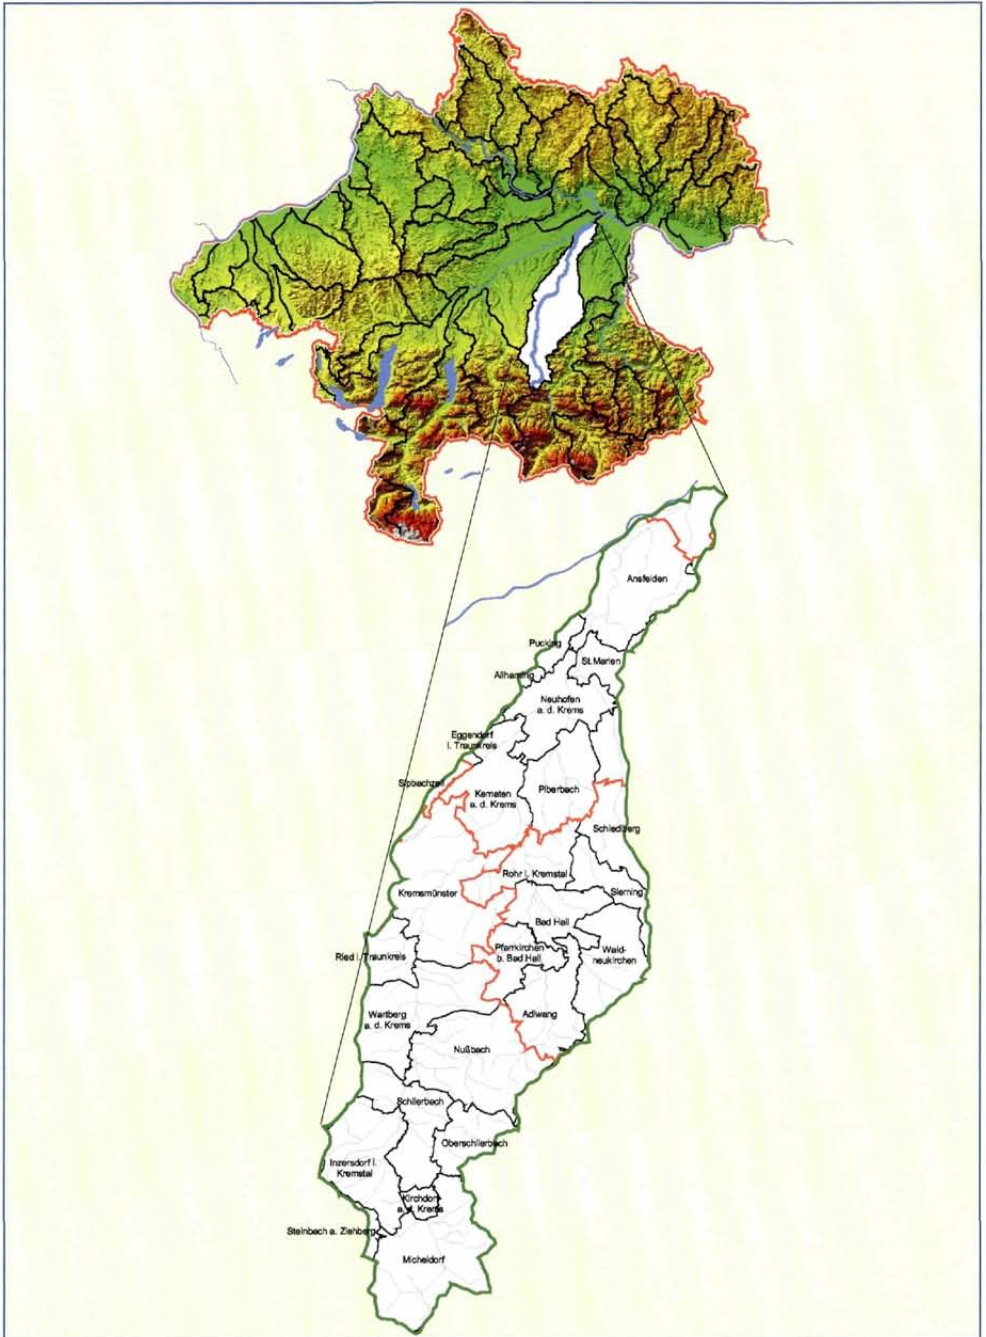 Ansfelden
Pucking
St. Marien
Allhaming
Neuhofen
a. d. Krems
Eggendorf
i. Traunkreis
Sipbachzell
Kematen
a. d. Krems
Piberbach
Schiedlberg
Rohr i. Kremstal
Kremsmünster
Sierning
Bad Hall
Pfarrkirchen
b. Bad Hall
Wald-
neukirchen
Ried i. Traunkreis
Adlwang
Wartberg
a. d. Krems
Nußbach
Schlierbach
Oberschlierbach
Inzersdorf i.
Kremstal
Kirchdorf
a. d. Krems
Steinbach a. Ziehberg
Micheldorf